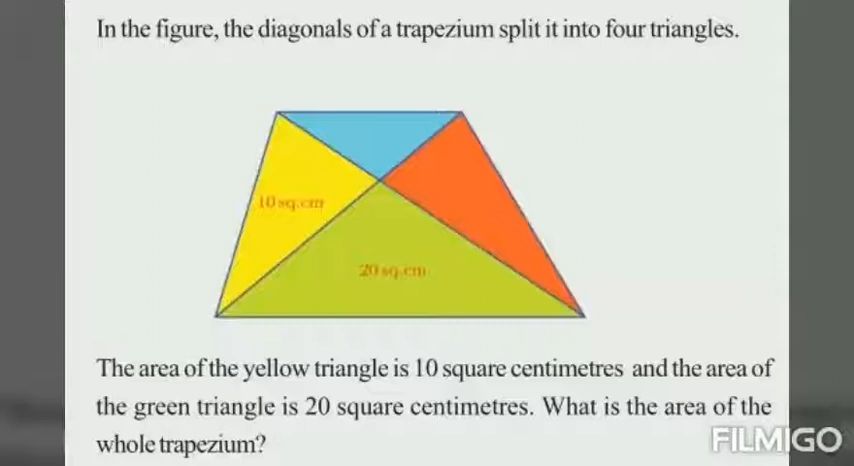 In the figure, the diagonals of a trapezium split it into four triangles.
10 sq.cm
20 sq.cm
The area of the yellow triangle is 10 square centimetres and the area of
the green triangle is 20 square centimetres. What is the area of the
whole trapezium?
FILMIGO